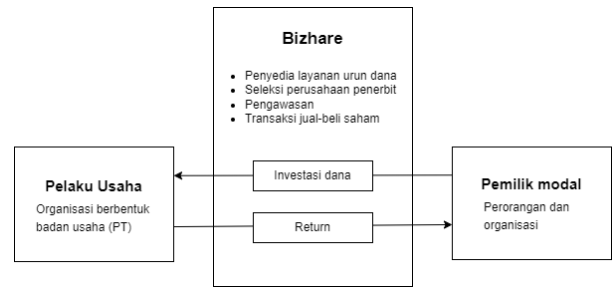 Bizhare
• Penyedia layanan urun dana
• Seleksi perusahaan penerbit
• Pengawasan
• Transaksi jual-beli saham
Pelaku Usaha
Organisasi berbentuk
badan usaha (PT)
Investasi dana
Return
Pemilik modal
Perorangan dan
organisasi